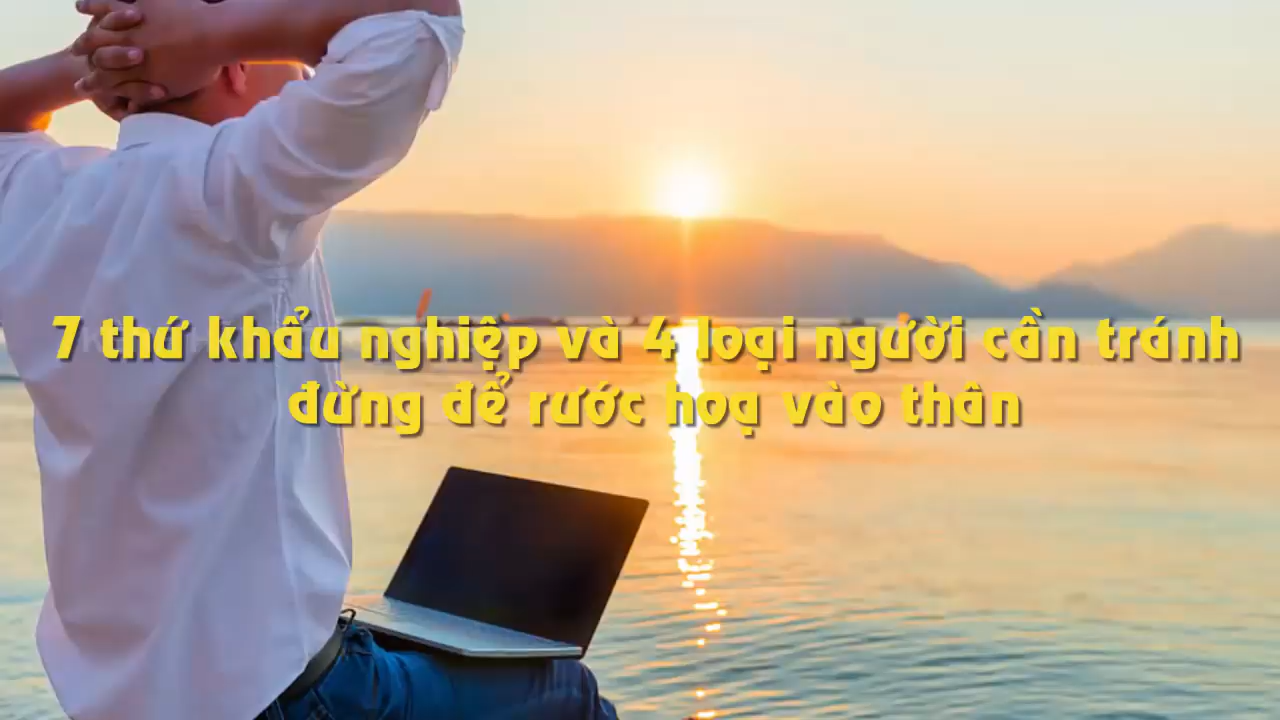 7 thứ khẩu nghiệp và 4 loại người cần tránh
đừng để rước hoạ vào thân